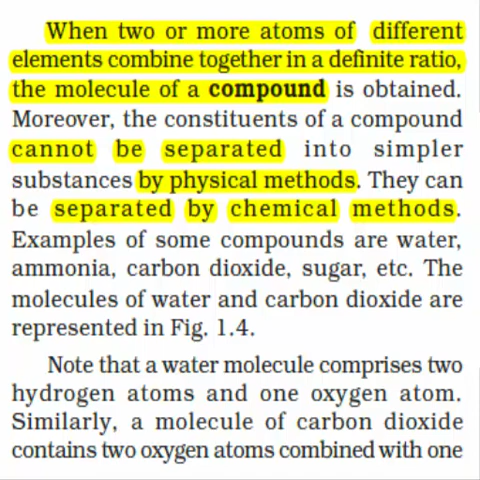 When two or more atoms of different
elements combine together in a definite ratio,
the molecule of a compound is obtained.
Moreover, the constituents of a compound
cannot be separated into simpler
substances by physical methods. They can
be separated by chemical methods.
Examples of some compounds are water,
ammonia, carbon dioxide, sugar, etc. The
molecules of water and carbon dioxide are
represented in Fig. 1.4.
Note that a water molecule comprises two
hydrogen atoms and one oxygen atom.
Similarly, a molecule of carbon dioxide
contains two oxygen atoms combined with one